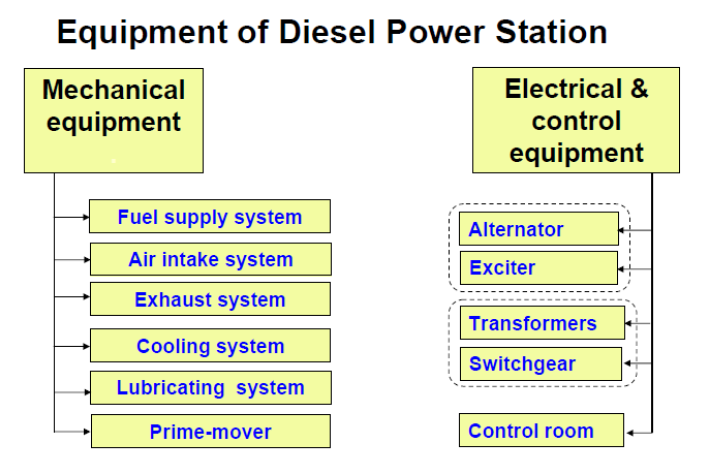 Equipment of Diesel Power Station
Mechanical
equipment
Fuel supply system
Air intake system
Exhaust system
Cooling system
Lubricating system
Prime-mover
Electrical &
control
equipment
Alternator
Exciter
Transformers
Switchgear
Control room